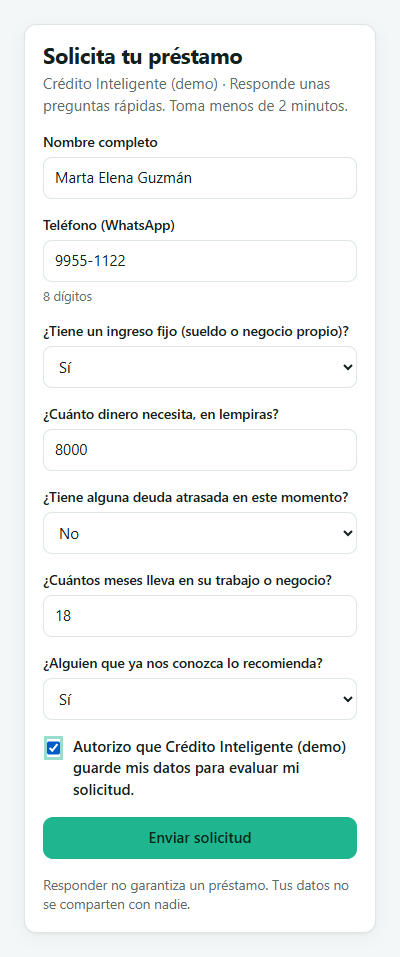 Solicita tu préstamo
Crédito Inteligente (demo) · Responde unas
preguntas rápidas. Toma menos de 2 minutos.
Nombre completo
Marta Elena Guzmán
Teléfono (WhatsApp)
9955-1122
8 dígitos
¿Tiene un ingreso fijo (sueldo o negocio propio)?
Sí
¿Cuánto dinero necesita, en lempiras?
8000
¿Tiene alguna deuda atrasada en este momento?
No
¿Cuántos meses lleva en su trabajo o negocio?
18
¿Alguien que ya nos conozca lo recomienda?
Sí
Autorizo que Crédito Inteligente (demo)
guarde mis datos para evaluar mi
solicitud.
Enviar solicitud
Responder no garantiza un préstamo. Tus datos no
se comparten con nadie.